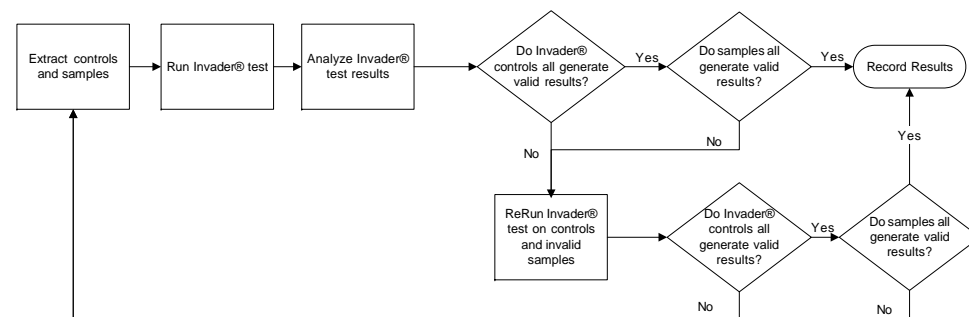 Extract controls
and samples
Run Invader® test
Analyze Invader®
test results
Do Invader®
controls all generate
valid results?
Yes
Do samples all
generate valid
results?
Yes
Record Results
No
No
Yes
ReRun Invader®
test on controls
and invalid
samples
Do Invader®
controls all
generate valid
results?
Yes
Do samples all
generate valid
results?
No
No